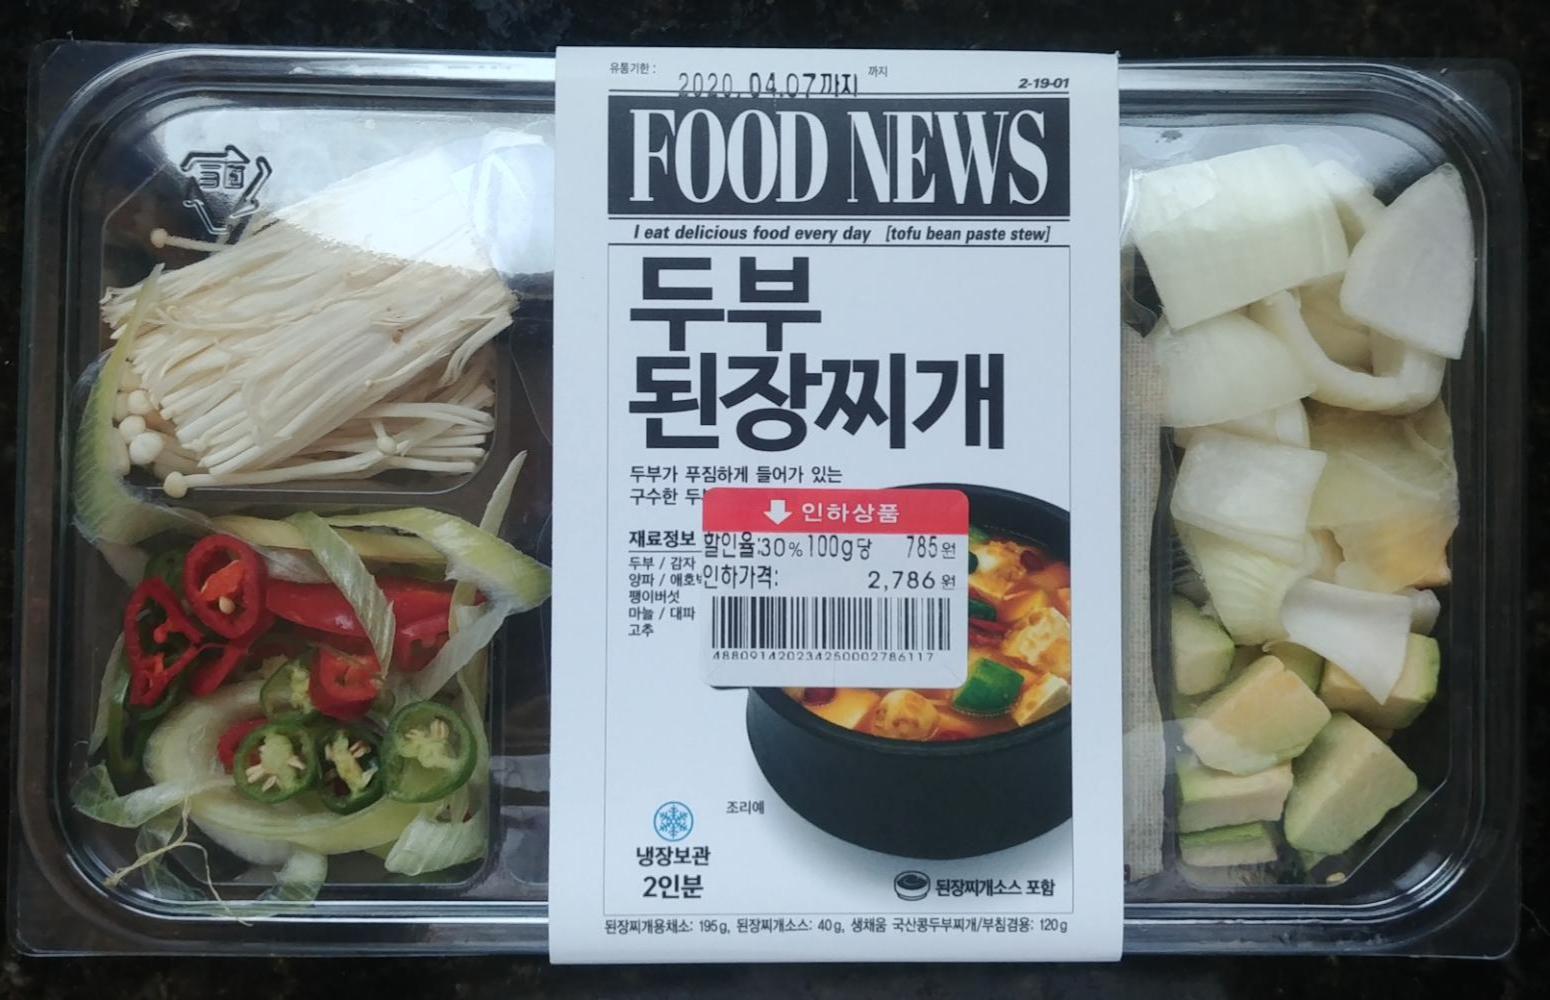 유통기한 : 2020.04.07까지 까지 2-19-01
FOOD NEWS
I eat delicious food every day [tofu bean paste stew]
두부
된장찌개
두부가 푸짐하게 들어가 있는
구수한 두부
인하상품
할인율:30% 100g당 785원
인하가격: 2,786원
4880914202342500027861​17
재료정보
두부 / 감자
양파 / 애호박
팽이버섯
마늘 / 대파
고추
조리예
냉장보관
2인분
된장찌개소스 포함
된장찌개용채소: 195g, 된장찌개소스: 40g, 생채움 국산콩두부찌개/부침겸용: 120g